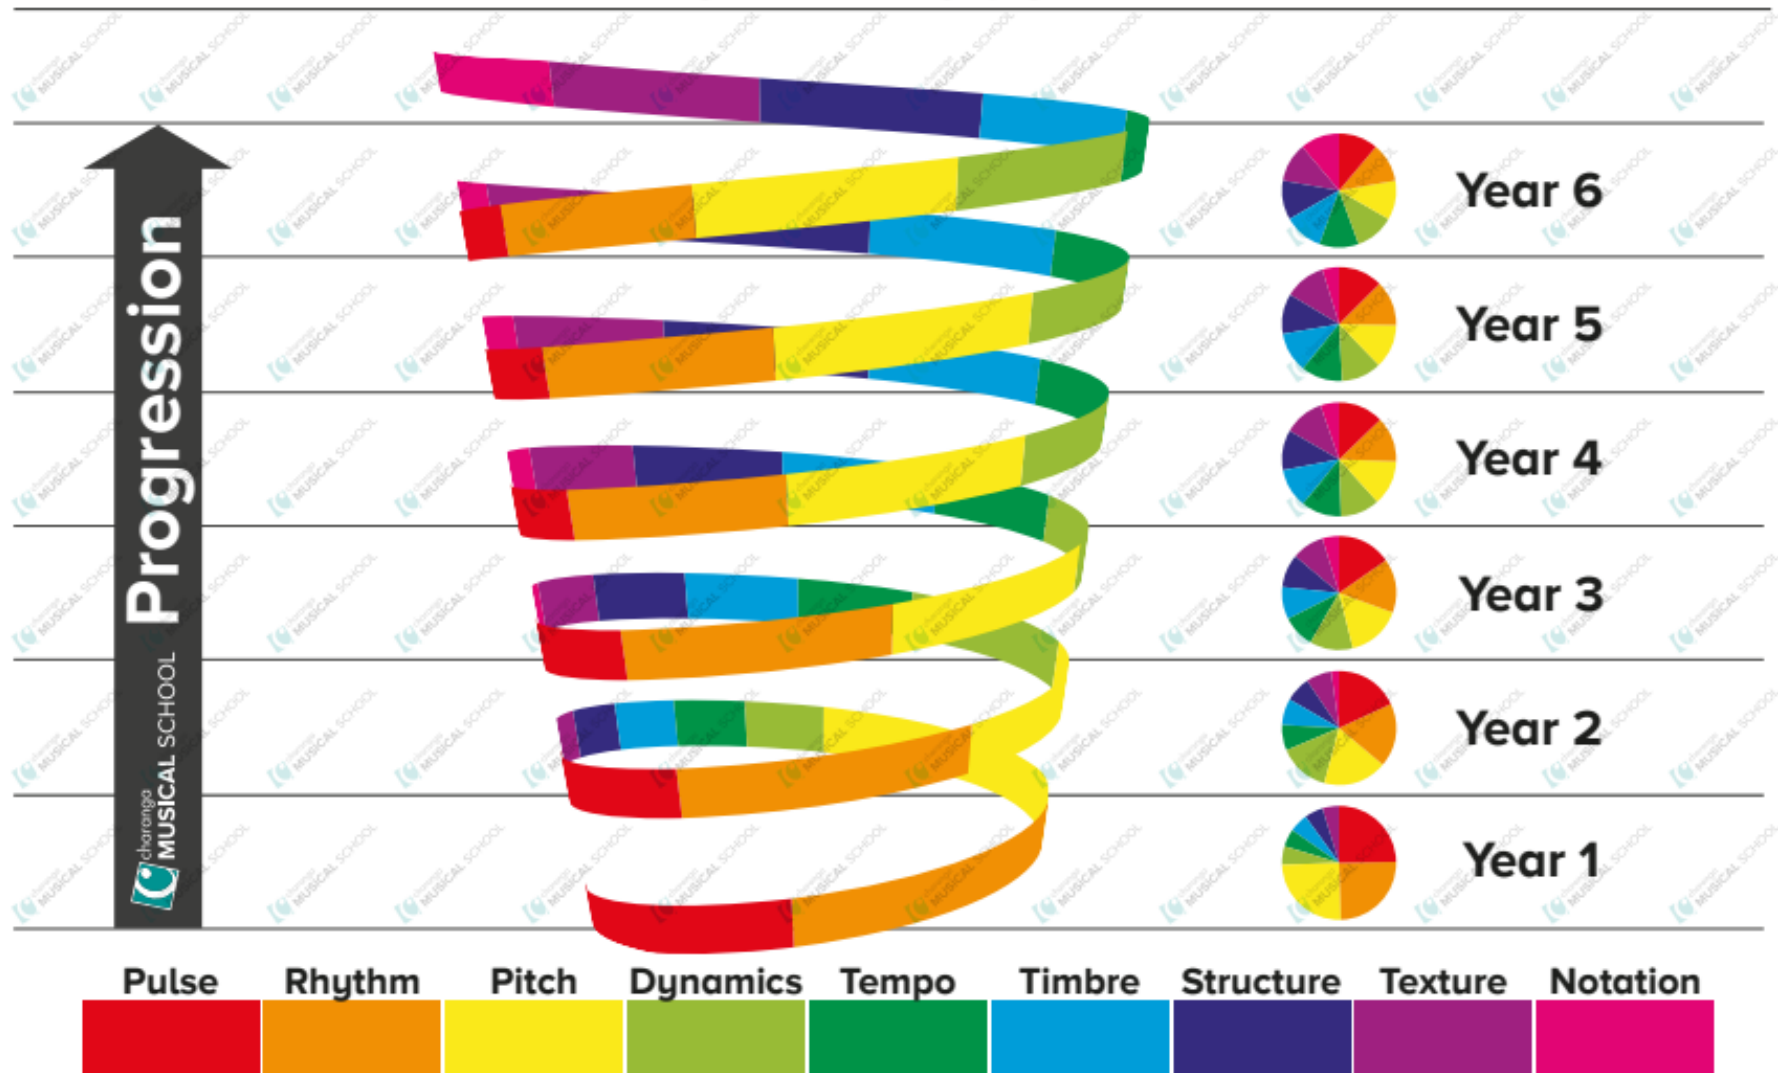 Progression
charanga
MUSICAL SCHOOL
Year 6
Year 5
Year 4
Year 3
Year 2
Year 1
Pulse Rhythm Pitch Dynamics Tempo Timbre Structure Texture Notation